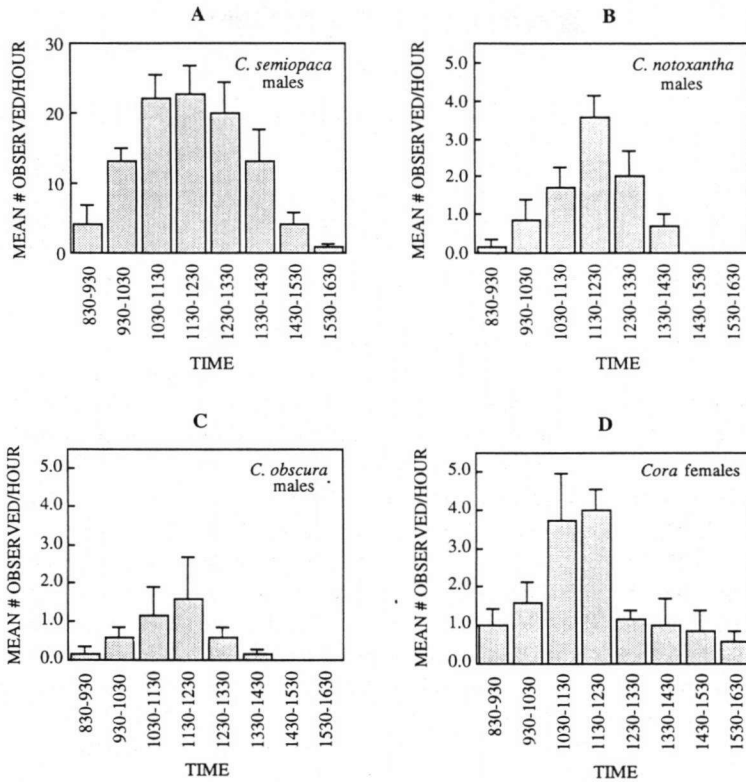 A
MEAN # OBSERVED/HOUR
30
20
10
0
C. semiopaca
males
830-930
930-1030
1030-1130
1130-1230
1230-1330
1330-1430
1430-1530
1530-1630
TIME
B
MEAN # OBSERVED/HOUR
5.0
4.0
3.0
2.0
1.0
0.0
C. notoxantha
males
830-930
930-1030
1030-1130
1130-1230
1230-1330
1330-1430
1430-1530
1530-1630
TIME
C
MEAN # OBSERVED/HOUR
5.0
4.0
3.0
2.0
1.0
0.0
C. obscura
males
830-930
930-1030
1030-1130
1130-1230
1230-1330
1330-1430
1430-1530
1530-1630
TIME
D
MEAN # OBSERVED/HOUR
5.0
4.0
3.0
2.0
1.0
0.0
Cora females
830-930
930-1030
1030-1130
1130-1230
1230-1330
1330-1430
1430-1530
1530-1630
TIME